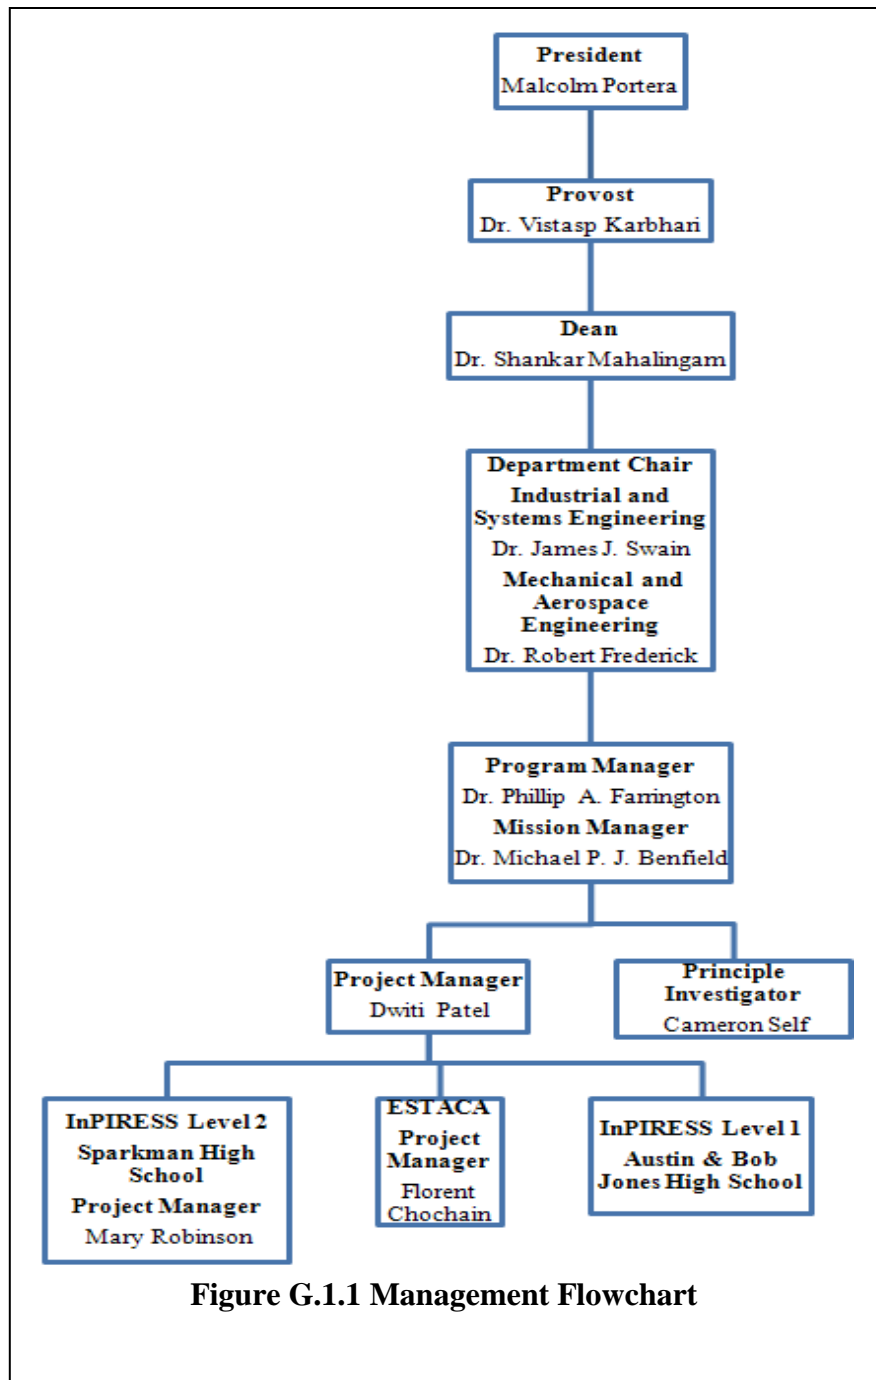 President
Malcolm Portera
Provost
Dr. Vistasp Karbhari
Dean
Dr. Shankar Mahalingam
Department Chair
Industrial and
Systems Engineering
Dr. James J. Swain
Mechanical and
Aerospace
Engineering
Dr. Robert Frederick
Program Manager
Dr. Phillip A. Farrington
Mission Manager
Dr. Michael P. J. Benfield
Project Manager
Dwiti Patel
Principle
Investigator
Cameron Self
InPIRESS Level 2
Sparkman High
School
Project Manager
Mary Robinson
ESTACA
Project
Manager
Florent
Chochain
InPIRESS Level 1
Austin & Bob
Jones High School
Figure G.1.1 Management Flowchart